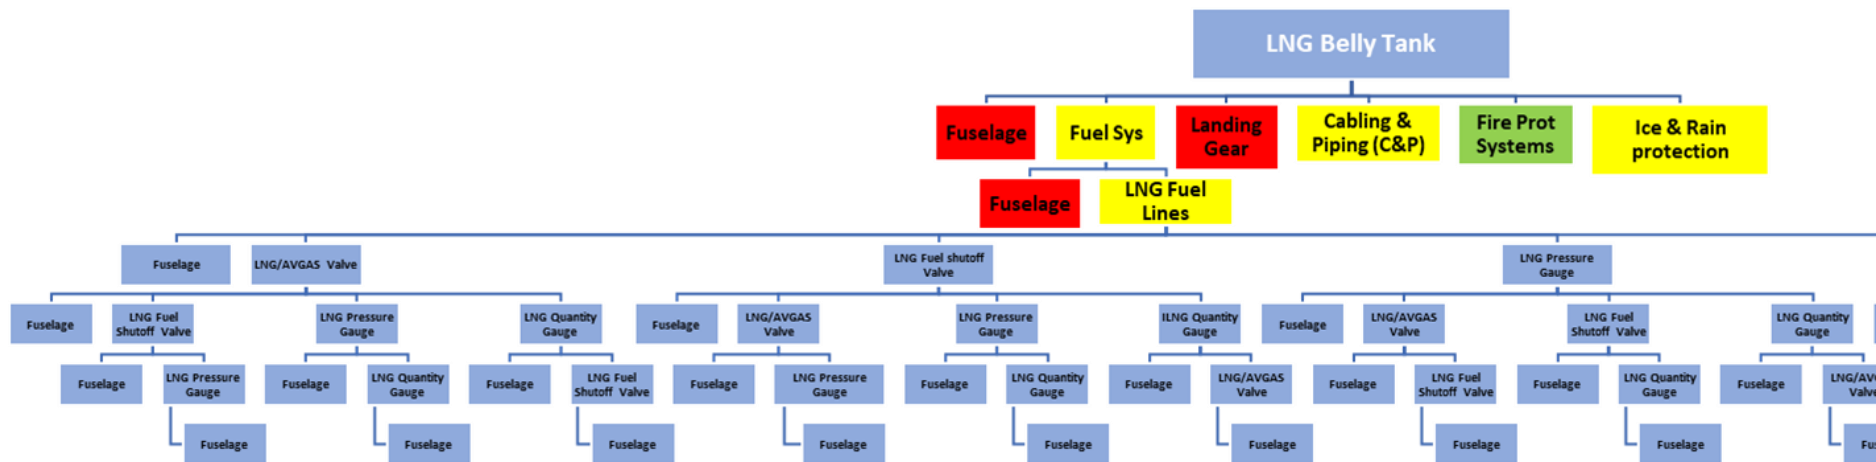 LNG Belly Tank
Fuselage
Fuel Sys
Landing
Gear
Cabling &
Piping (C&P)
Fire Prot
Systems
Ice & Rain
protection
Fuselage
LNG Fuel
Lines
Fuselage
LNG/AVGAS Valve
LNG Fuel shutoff
Valve
LNG Pressure
Gauge
Fuselage
LNG Fuel
Shutoff Valve
LNG Pressure
Gauge
LNG Quantity
Gauge
Fuselage
LNG/AVGAS
Valve
LNG Pressure
Gauge
ILNG Quantity
Gauge
Fuselage
LNG/AVGAS
Valve
LNG Fuel
Shutoff Valve
LNG Quantity
Gauge
Fuselage
LNG Pressure
Gauge
Fuselage
LNG Quantity
Gauge
Fuselage
LNG Fuel
Shutoff Valve
Fuselage
LNG Pressure
Gauge
Fuselage
LNG Quantity
Gauge
Fuselage
LNG/AVGAS
Valve
Fuselage
LNG Fuel
Shutoff Valve
Fuselage
LNG Quantity
Gauge
Fuselage
LNG/AV
Valve
Fuselage
Fuselage
Fuselage
Fuselage
Fuselage
Fuselage
Fuselage
Fuselage